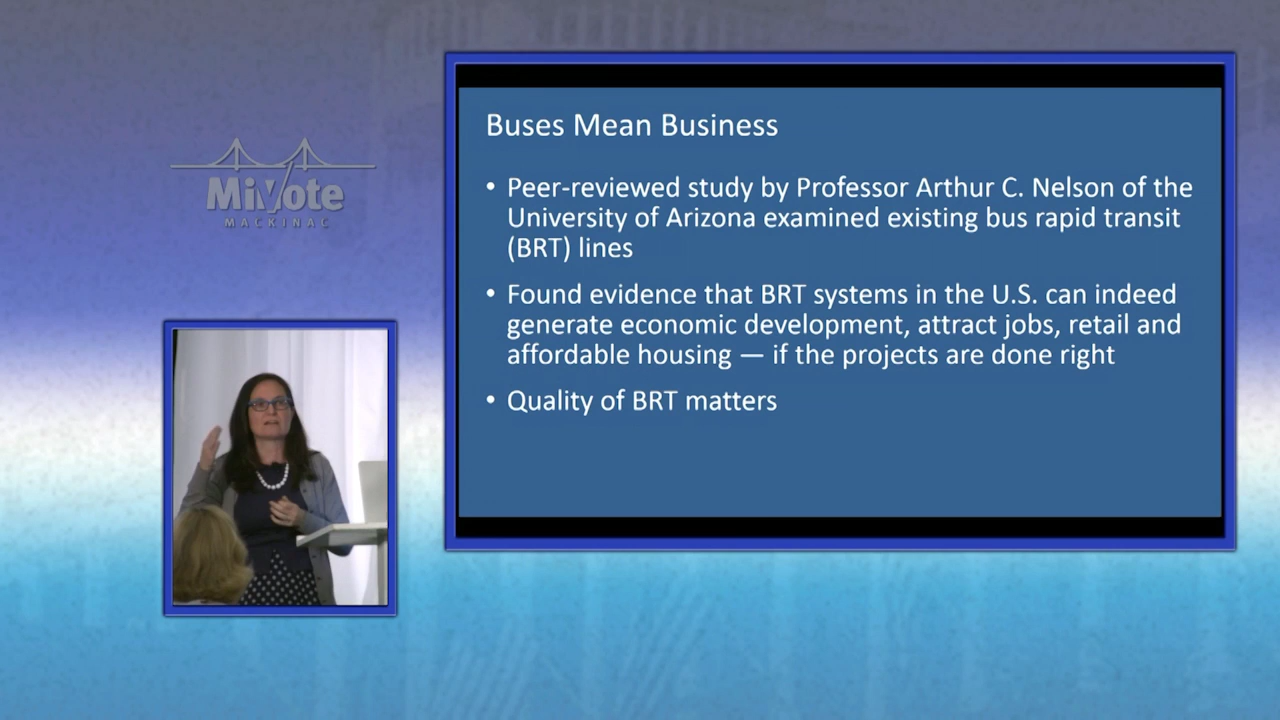 MiVote
MACKINAC
Buses Mean Business
• Peer-reviewed study by Professor Arthur C. Nelson of the
University of Arizona examined existing bus rapid transit
(BRT) lines
• Found evidence that BRT systems in the U.S. can indeed
generate economic development, attract jobs, retail and
affordable housing — if the projects are done right
• Quality of BRT matters